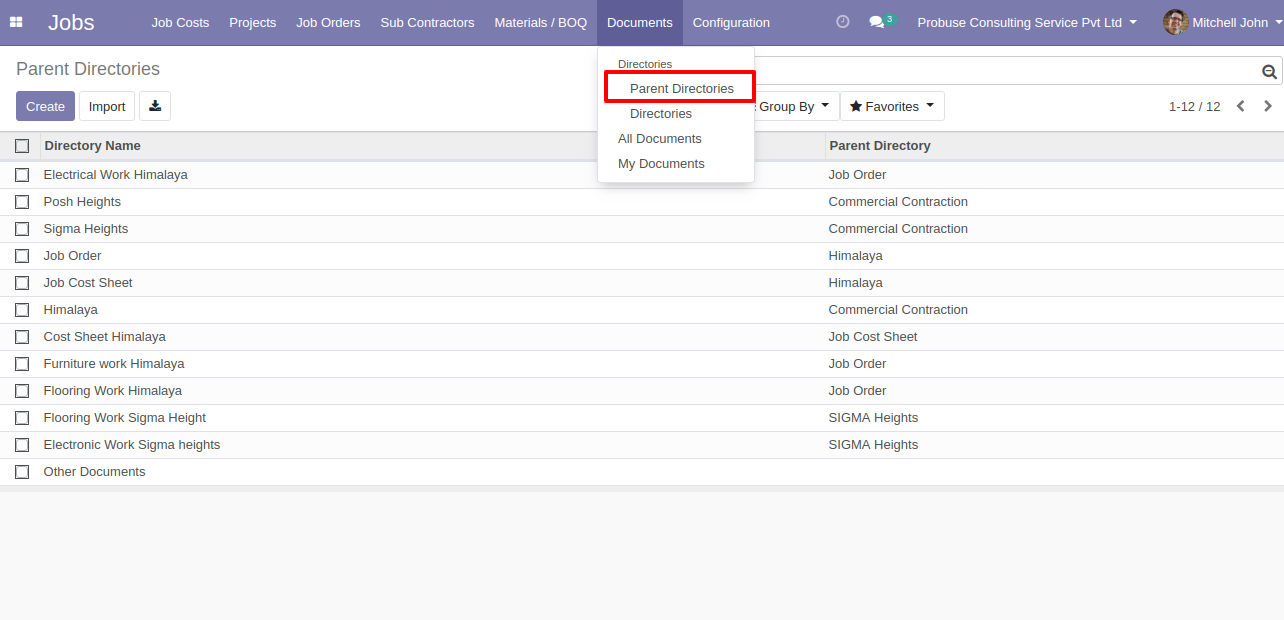 Jobs Job Costs Projects Job Orders Sub Contractors Materials / BOQ Documents Configuration 3 Probuse Consulting Service Pvt Ltd Mitchell John
Parent Directories
Directories
Parent Directories
Directories
All Documents
My Documents
Create Import Group By Favorites 1-12 / 12
Directory Name Parent Directory
Electrical Work Himalaya Job Order
Posh Heights Commercial Contraction
Sigma Heights Commercial Contraction
Job Order Himalaya
Job Cost Sheet Himalaya
Himalaya Commercial Contraction
Cost Sheet Himalaya Job Cost Sheet
Furniture work Himalaya Job Order
Flooring Work Himalaya Job Order
Flooring Work Sigma Height SIGMA Heights
Electronic Work Sigma heights SIGMA Heights
Other Documents